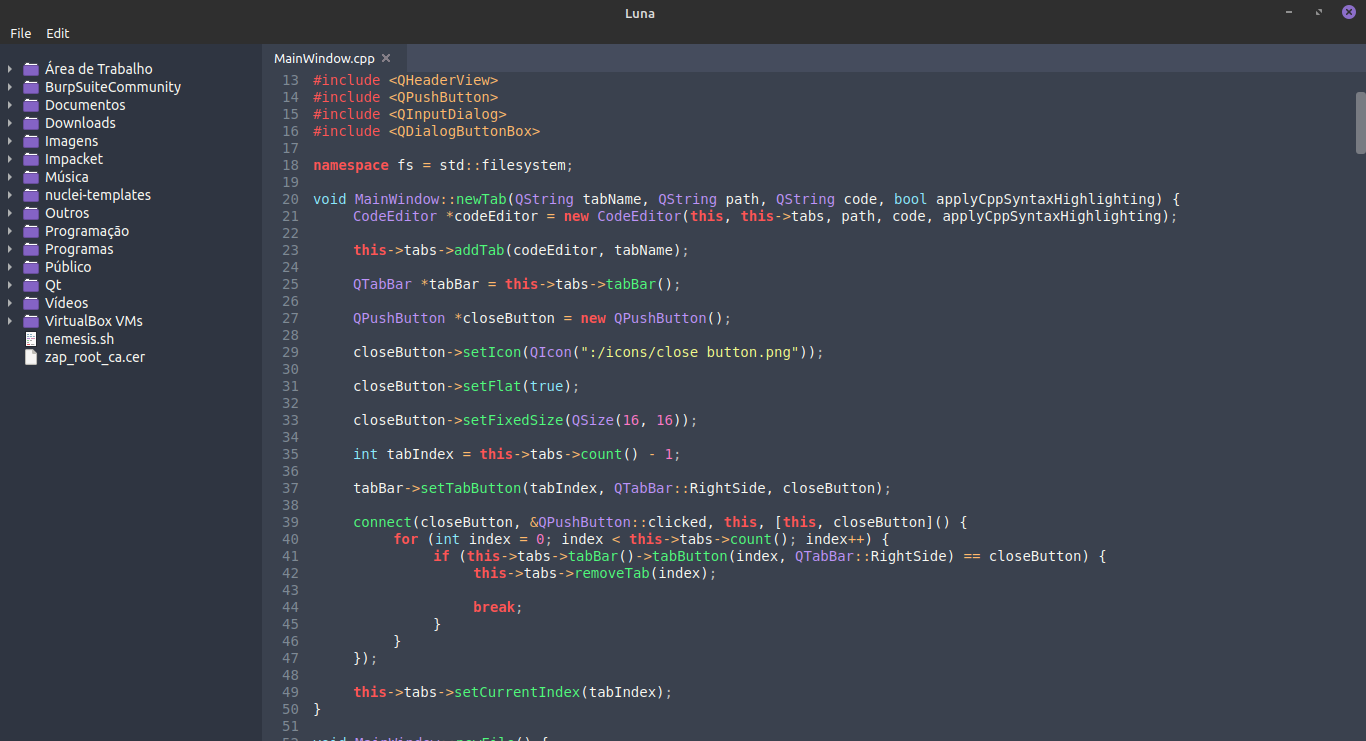 Luna
File Edit
Área de Trabalho
BurpSuiteCommunity
Documentos
Downloads
Imagens
Impacket
Música
nuclei-templates
Outros
Programação
Programas
Público
Qt
Vídeos
VirtualBox VMs
nemesis.sh
zap_root_ca.cer
MainWindow.cpp
13 #include <QHeaderView>
14 #include <QPushButton>
15 #include <QInputDialog>
16 #include <QDialogButtonBox>
17
18 namespace fs = std::filesystem;
19
20 void MainWindow::newTab(QString tabName, QString path, QString code, bool applyCppSyntaxHighlighting) {
21 CodeEditor *codeEditor = new CodeEditor(this, this->tabs, path, code, applyCppSyntaxHighlighting);
22
23 this->tabs->addTab(codeEditor, tabName);
24
25 QTabBar *tabBar = this->tabs->tabBar();
26
27 QPushButton *closeButton = new QPushButton();
28
29 closeButton->setIcon(QIcon(":/icons/close button.png"));
30
31 closeButton->setFlat(true);
32
33 closeButton->setFixedSize(QSize(16, 16));
34
35 int tabIndex = this->tabs->count() - 1;
36
37 tabBar->setTabButton(tabIndex, QTabBar::RightSide, closeButton);
38
39 connect(closeButton, &QPushButton::clicked, this, [this, closeButton]() {
40 for (int index = 0; index < this->tabs->count(); index++) {
41 if (this->tabs->tabBar()->tabButton(index, QTabBar::RightSide) == closeButton) {
42 this->tabs->removeTab(index);
43
44 break;
45 }
46 }
47 });
48
49 this->tabs->setCurrentIndex(tabIndex);
50 }
51
52 void MainWindow::newFile() {